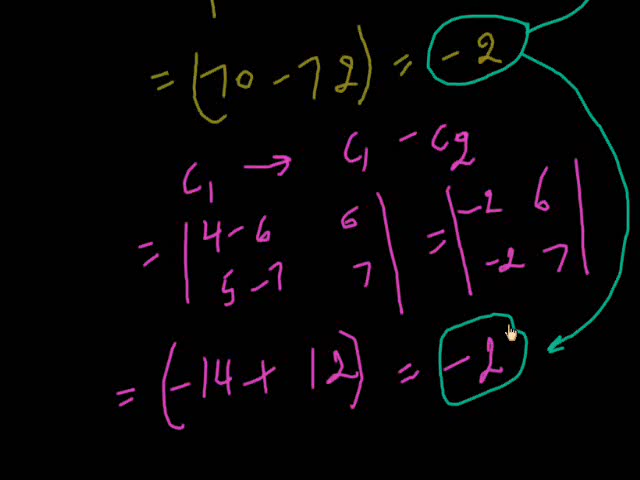 = (70 - 72) = -2
C1 → C1 - C2
= | 4-6 6 | = | -2 6 |
| 5-7 7 | | -2 7 |
= (-14 + 12) = -2